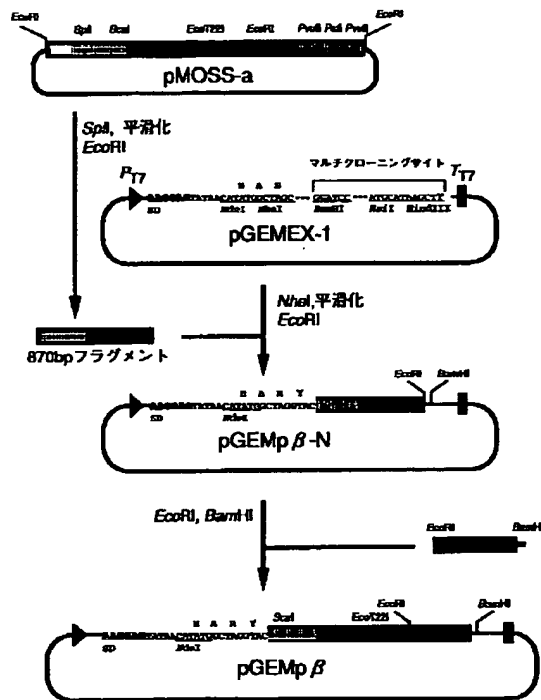 EcoRI SplI ScaI EcoT22I EcoRI PvuII PstI PvuII EcoRI
pMOSS-a
SplI, 平滑化
EcoRI
マルチクローニングサイト
PT7 M A S TT7
SD NdeI NheI BamHI NsiI HindIII
pGEMEX-1
NheI,平滑化
EcoRI
870bpフラグメント
M A R Y EcoRI BamHI
SD NdeI
pGEMpβ-N
EcoRI, BamHI
EcoRI BamHI
M A R Y ScaI EcoT22I EcoRI BamHI
SD NdeI
pGEMpβ